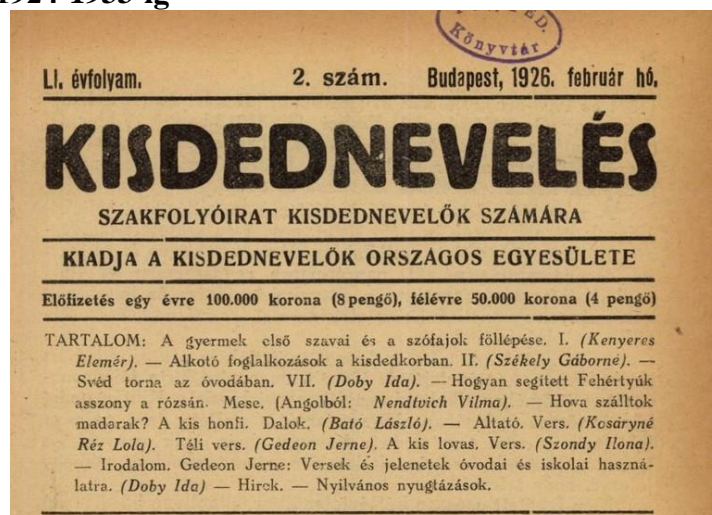 1924-1933-ig
Könyvtár
LI. évfolyam. 2. szám. Budapest, 1926. február hó.
KISDEDNEVELÉS
SZAKFOLYÓIRAT KISDEDNEVELŐK SZÁMÁRA
KIADJA A KISDEDNEVELŐK ORSZÁGOS EGYESÜLETE
Előfizetés egy évre 100.000 korona (8 pengő), félévre 50.000 korona (4 pengő)
TARTALOM: A gyermek első szavai és a szófajok föllépése. I. (Kenyeres
Elemér). — Alkotó foglalkozások a kisdedkorban. II. (Székely Gáborné). —
Svéd torna az óvodában. VII. (Doby Ida). — Hogyan segített Fehértyúk
asszony a rózsán. Mese. (Angolból: Nendtvich Vilma). — Hova szálltok
madarak? A kis honfi. Dalok. (Bató László). — Altató. Vers. (Kosáryné
Réz Lola). Téli vers. (Gedeon Jerne). A kis lovas. Vers. (Szondy Ilona).
— Irodalom. Gedeon Jerne: Versek és jelenetek óvodai és iskolai haszná-
latra. (Doby Ida) — Hirek. — Nyilvános nyugtázások.